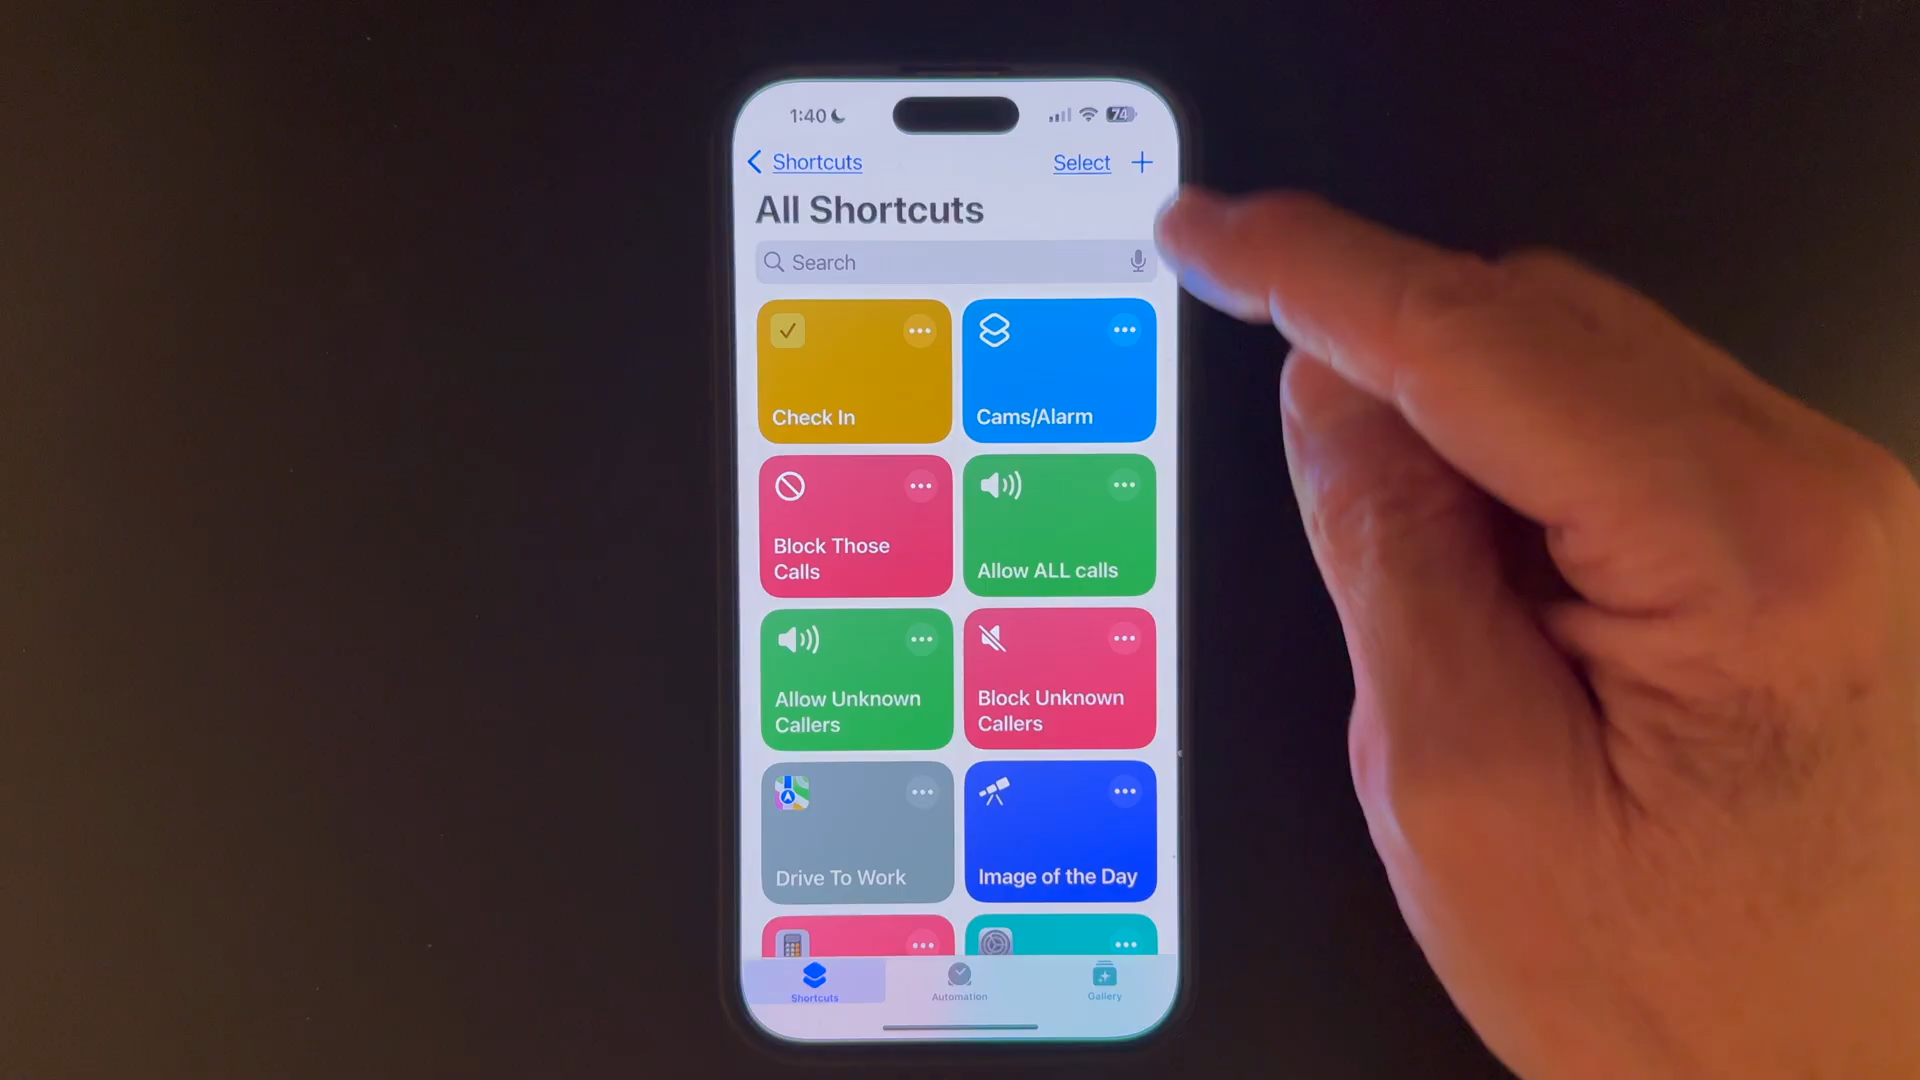 1:40
74
Shortcuts
Select
All Shortcuts
Search
Check In
Cams/Alarm
Block Those
Calls
Allow ALL calls
Allow Unknown
Callers
Block Unknown
Callers
Drive To Work
Image of the Day
Shortcuts
Automation
Gallery